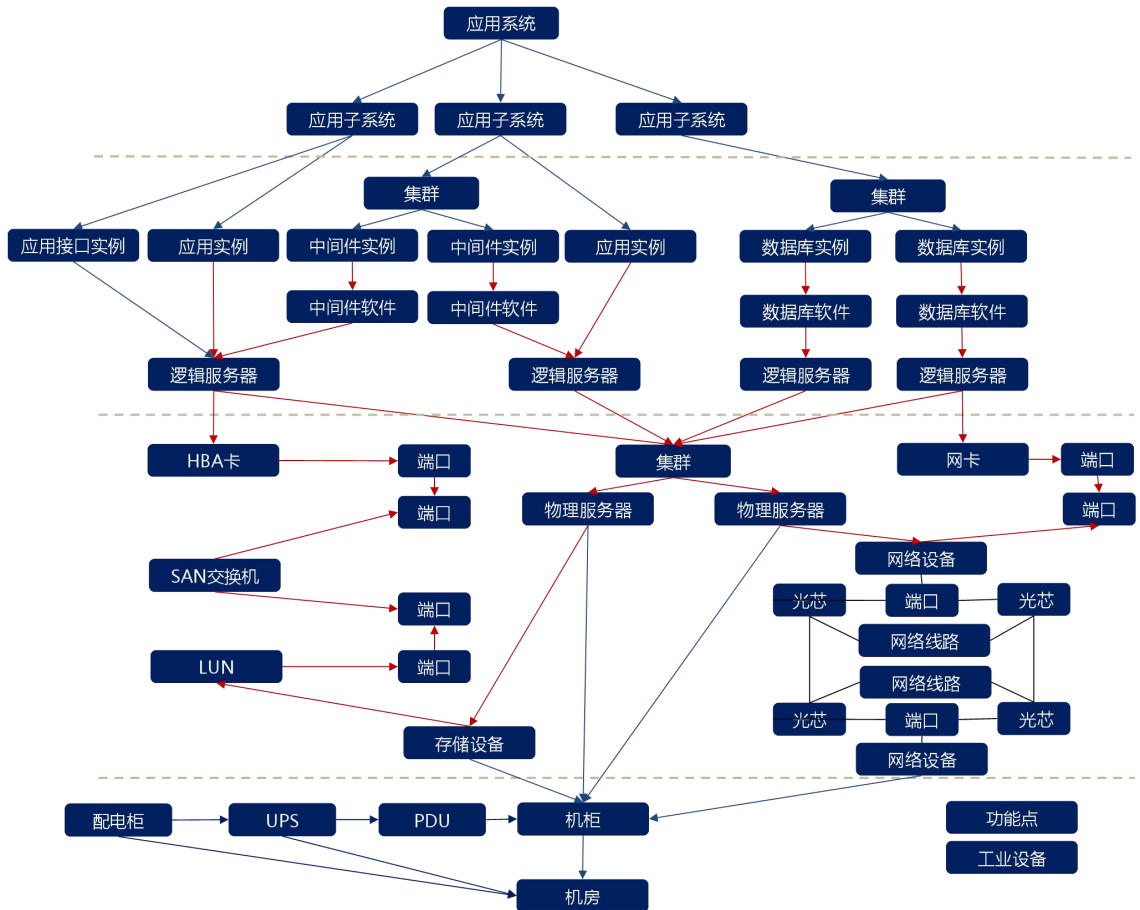 应用系统
应用子系统
应用子系统
应用子系统
集群
集群
应用接口实例
应用实例
中间件实例
中间件实例
应用实例
数据库实例
数据库实例
中间件软件
中间件软件
数据库软件
数据库软件
逻辑服务器
逻辑服务器
逻辑服务器
逻辑服务器
HBA卡
端口
集群
网卡
端口
端口
物理服务器
物理服务器
端口
网络设备
SAN交换机
端口
光芯
端口
光芯
网络线路
LUN
端口
网络线路
光芯
端口
光芯
存储设备
网络设备
配电柜
UPS
PDU
机柜
功能点
工业设备
机房